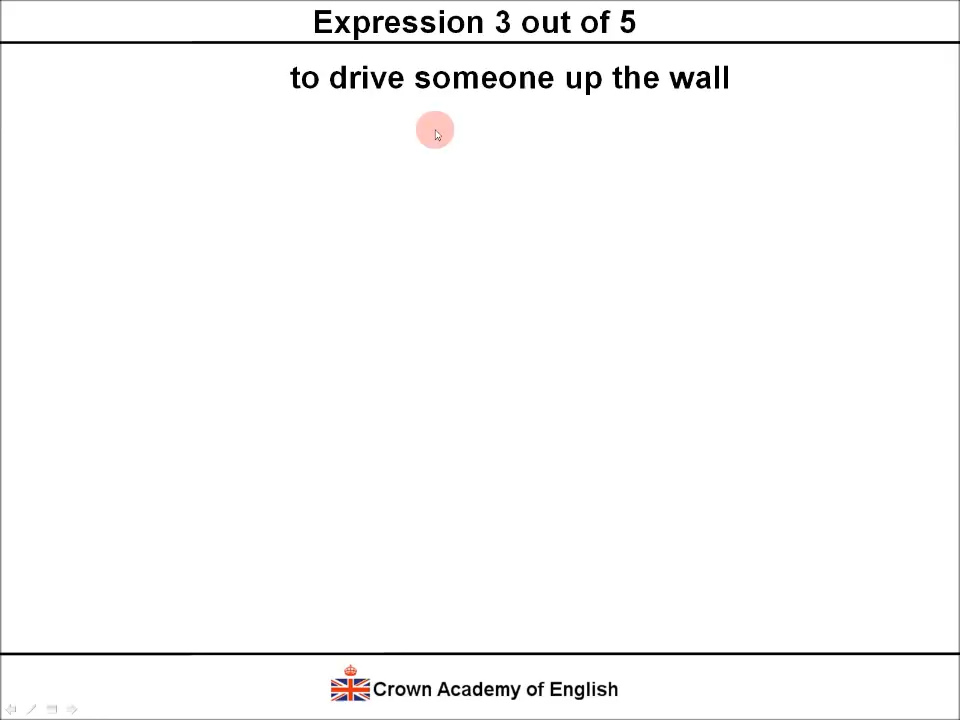 Expression 3 out of 5
to drive someone up the wall
Crown Academy of English